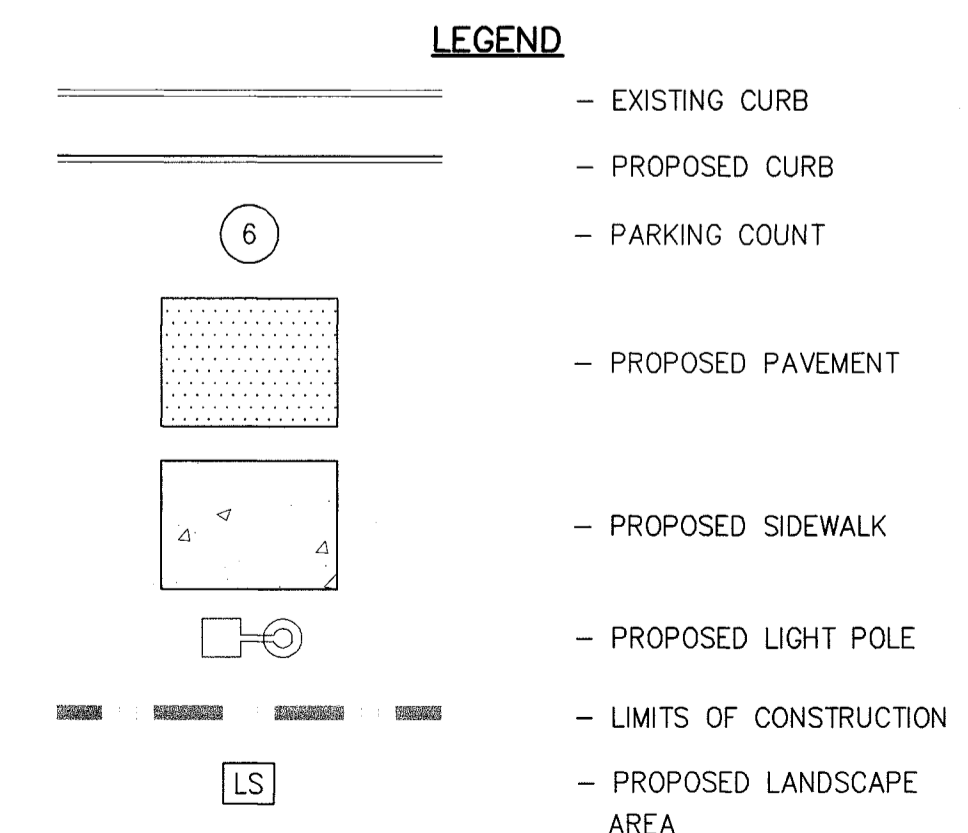 LEGEND
– EXISTING CURB
– PROPOSED CURB
6 – PARKING COUNT
– PROPOSED PAVEMENT
– PROPOSED SIDEWALK
– PROPOSED LIGHT POLE
– LIMITS OF CONSTRUCTION
LS – PROPOSED LANDSCAPE
AREA